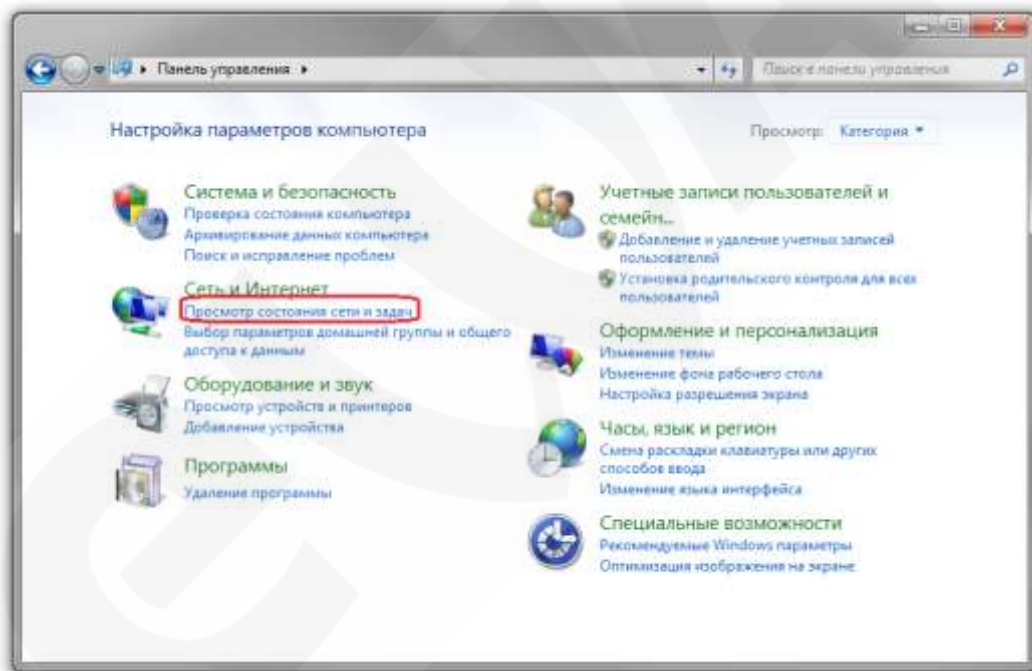 Панель управления
Поиск в панели управления
Настройка параметров компьютера
Просмотр: Категория
Система и безопасность
Проверка состояния компьютера
Архивирование данных компьютера
Поиск и исправление проблем
Сеть и Интернет
Просмотр состояния сети и задач
Выбор параметров домашней группы и общего
доступа к данным
Оборудование и звук
Просмотр устройств и принтеров
Добавление устройства
Программы
Удаление программы
Учетные записи пользователей и
семейн...
Добавление и удаление учетных записей
пользователей
Установка родительского контроля для всех
пользователей
Оформление и персонализация
Изменение темы
Изменение фона рабочего стола
Настройка разрешения экрана
Часы, язык и регион
Смена раскладки клавиатуры или других
способов ввода
Изменение языка интерфейса
Специальные возможности
Рекомендуемые Windows параметры
Оптимизация изображения на экране